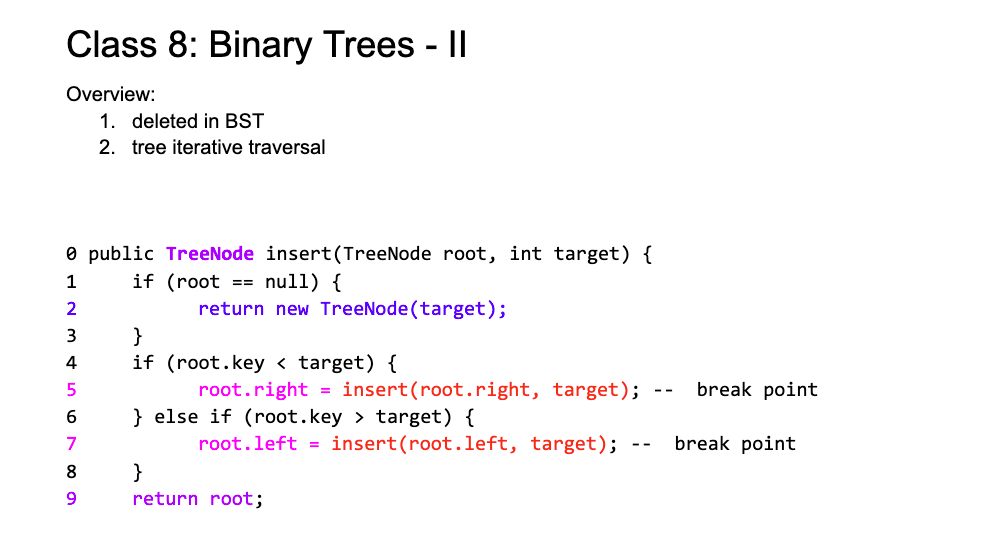 Class 8: Binary Trees - II
Overview:
1. deleted in BST
2. tree iterative traversal
0 public TreeNode insert(TreeNode root, int target) {
1     if (root == null) {
2           return new TreeNode(target);
3     }
4     if (root.key < target) {
5           root.right = insert(root.right, target); --  break point
6     } else if (root.key > target) {
7           root.left = insert(root.left, target); --  break point
8     }
9     return root;